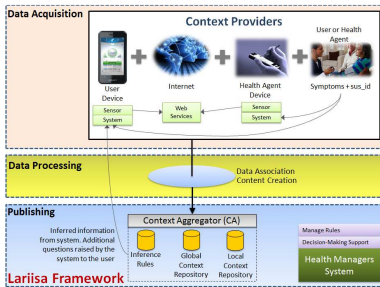 Data Acquisition
Context Providers
User or Health
Agent
User
Device
Internet
Health Agent
Device
Symptoms + sus_id
Sensor
System
Web
Services
Sensor
System
Data Processing
Data Association
Content Creation
Publishing
Context Aggregator (CA)
Inferred information
from system. Additional
questions raised by the
system to the user
Inference
Rules
Global
Context
Repository
Local
Context
Repository
Manage Rules
Decision-Making Support
Health Managers
System
Lariisa Framework